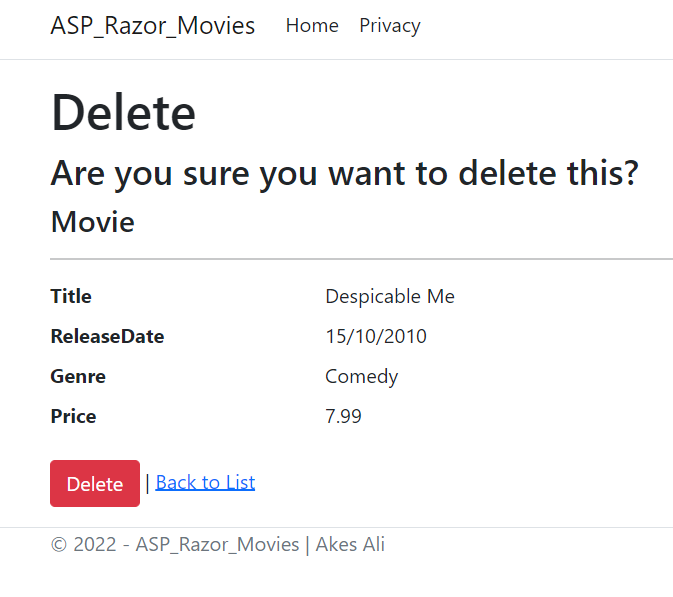 ASP_Razor_Movies Home Privacy
Delete
Are you sure you want to delete this?
Movie
Title Despicable Me
ReleaseDate 15/10/2010
Genre Comedy
Price 7.99
Delete | Back to List
© 2022 - ASP_Razor_Movies | Akes Ali